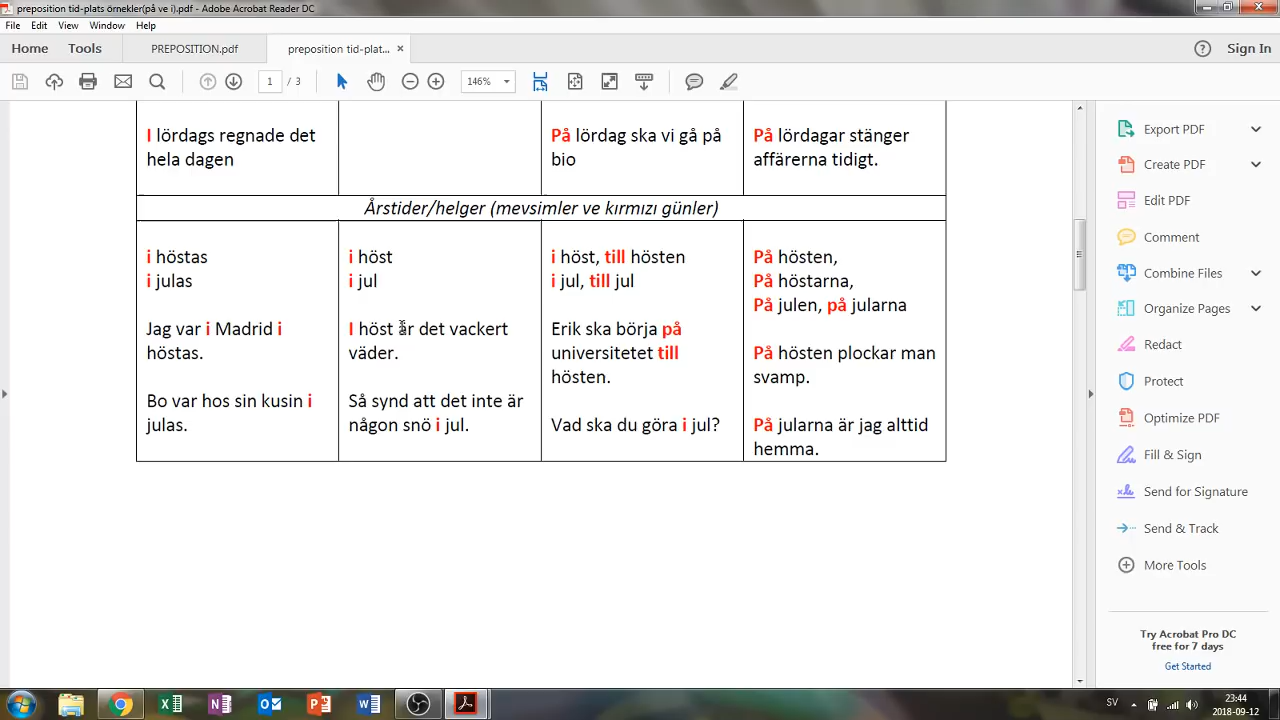 preposition tid-plats örnekler(på ve i).pdf - Adobe Acrobat Reader DC
File Edit View Window Help
Home Tools PREPOSITION.pdf preposition tid-plat... × Sign In
1 / 3 146%
I lördags regnade det
hela dagen
På lördag ska vi gå på
bio
På lördagar stänger
affärerna tidigt.
Årstider/helger (mevsimler ve kırmızı günler)
i höstas
i julas
Jag var i Madrid i
höstas.
Bo var hos sin kusin i
julas.
i höst
i jul
I höst är det vackert
väder.
Så synd att det inte är
någon snö i jul.
i höst, till hösten
i jul, till jul
Erik ska börja på
universitetet till
hösten.
Vad ska du göra i jul?
På hösten,
På höstarna,
På julen, på jularna
På hösten plockar man
svamp.
På jularna är jag alltid
hemma.
Export PDF
Create PDF
Edit PDF
Comment
Combine Files
Organize Pages
Redact
Protect
Optimize PDF
Fill & Sign
Send for Signature
Send & Track
More Tools
Try Acrobat Pro DC
free for 7 days
Get Started
SV
23:44
2018-09-12